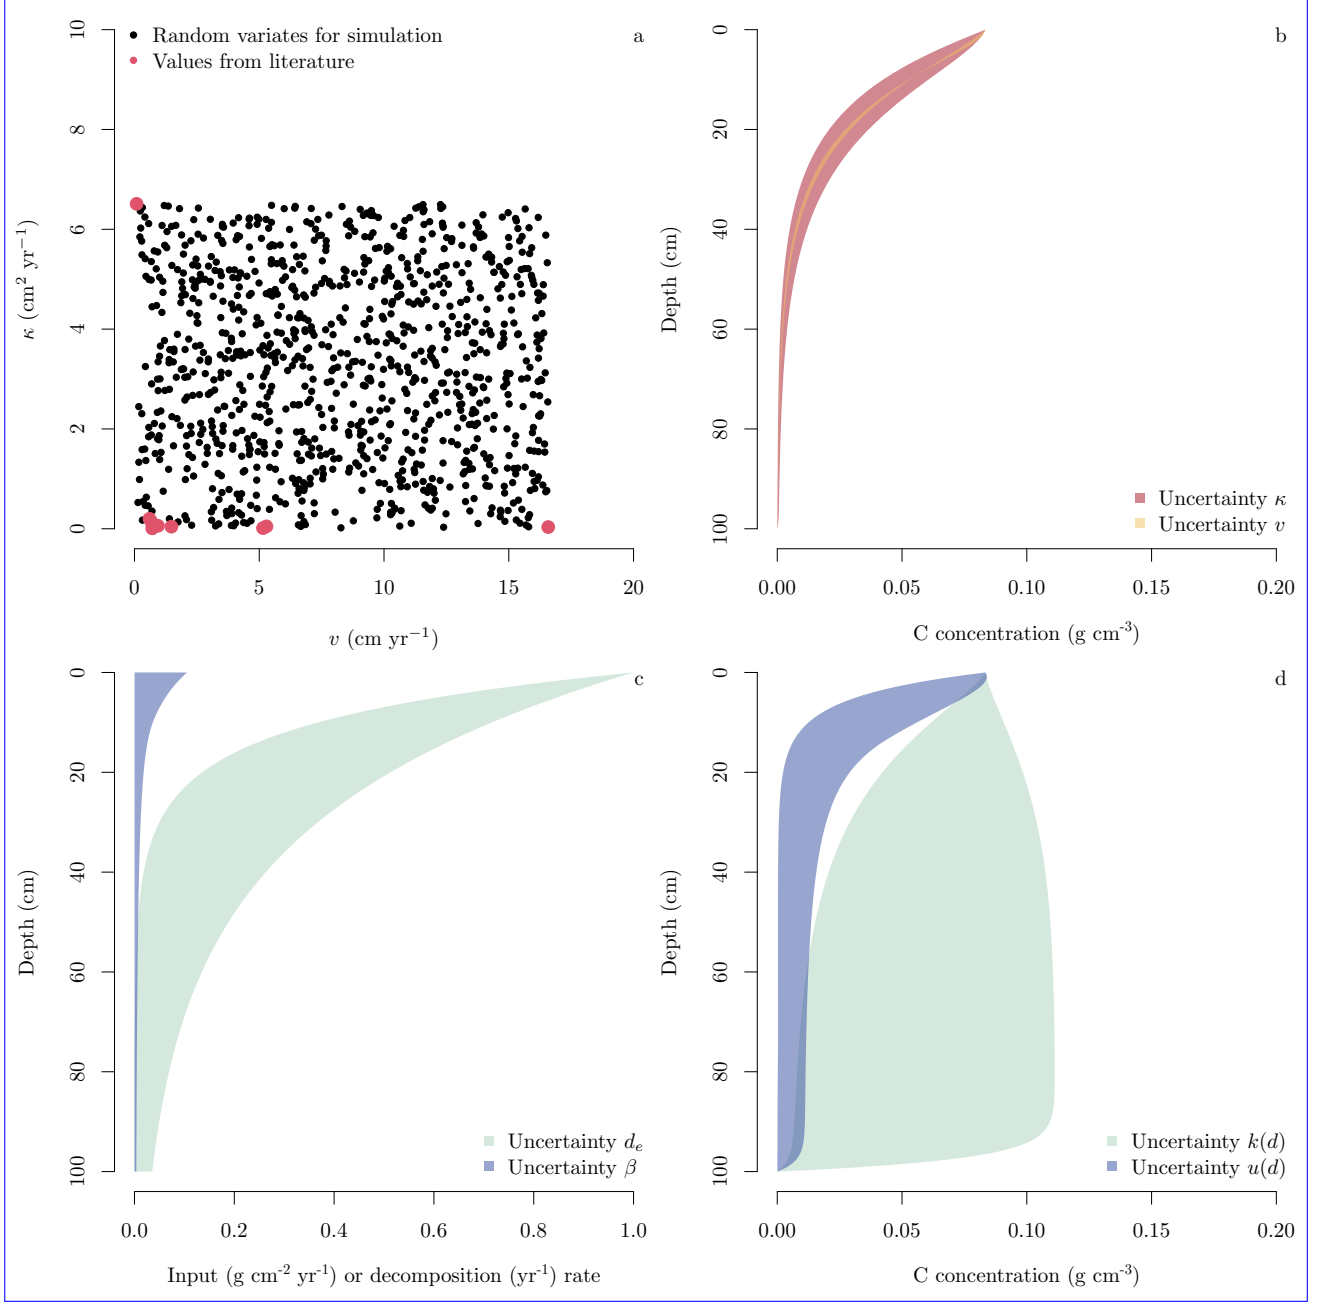 a
Random variates for simulation
Values from literature
10
8
6
4
2
0
κ (cm² yr⁻¹)
0 5 10 15 20
v (cm yr⁻¹)
b
0
20
40
60
80
100
Depth (cm)
Uncertainty κ
Uncertainty v
0.00 0.05 0.10 0.15 0.20
C concentration (g cm⁻³)
c
0
20
40
60
80
100
Depth (cm)
Uncertainty dₑ
Uncertainty β
0.0 0.2 0.4 0.6 0.8 1.0
Input (g cm⁻² yr⁻¹) or decomposition (yr⁻¹) rate
d
0
20
40
60
80
100
Depth (cm)
Uncertainty k(d)
Uncertainty u(d)
0.00 0.05 0.10 0.15 0.20
C concentration (g cm⁻³)